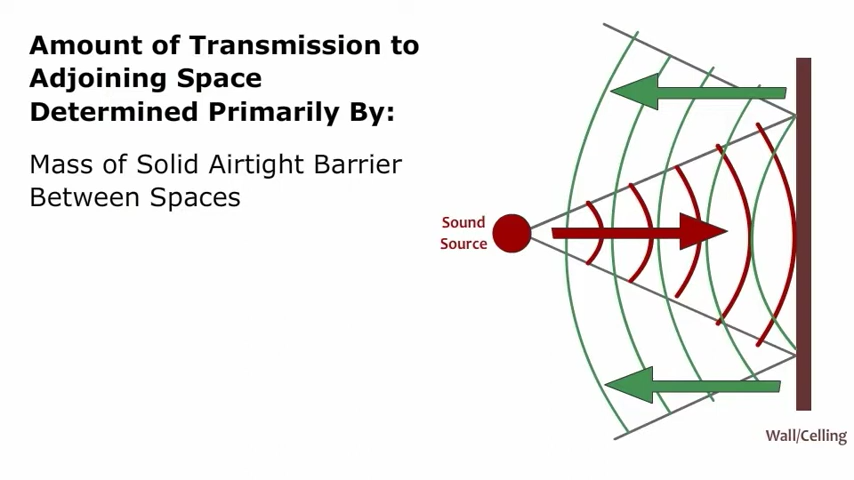 Amount of Transmission to
Adjoining Space
Determined Primarily By:
Mass of Solid Airtight Barrier
Between Spaces
Sound
Source
Wall/Celling